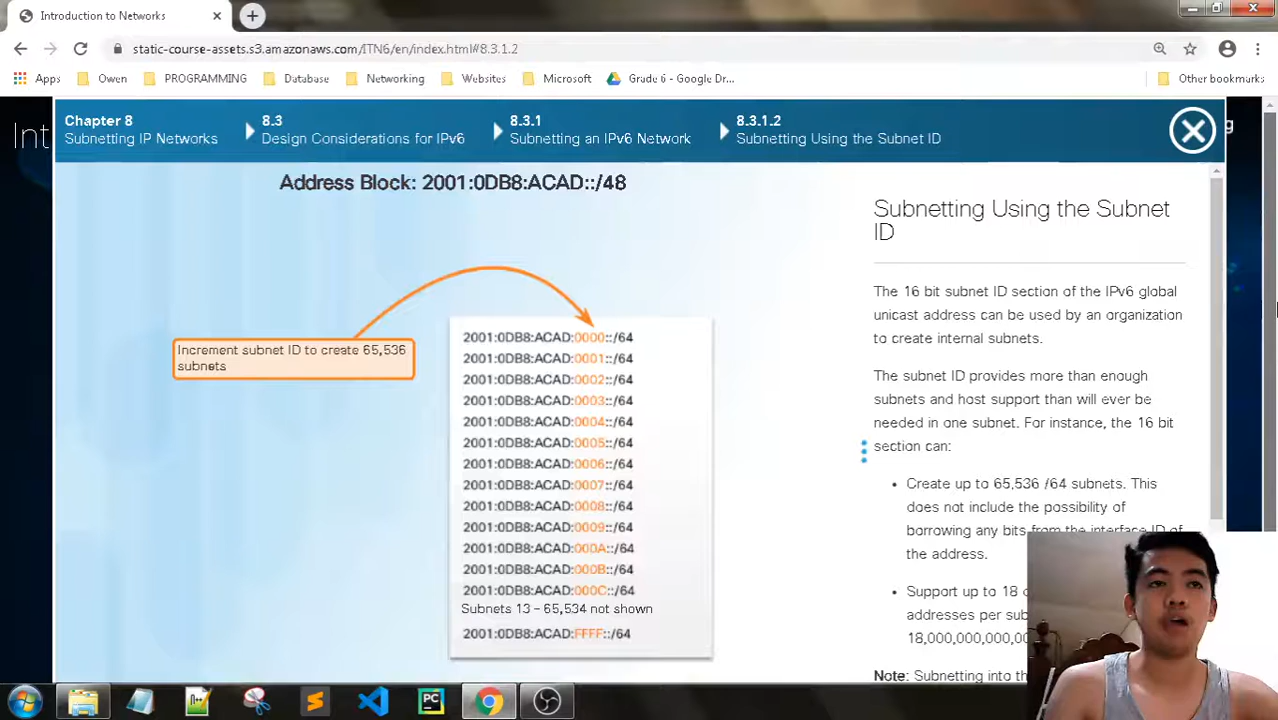 Introduction to Networks
static-course-assets.s3.amazonaws.com/ITN6/en/index.html#8.3.1.2
Apps Owen PROGRAMMING Database Networking Websites Microsoft Grade 6 - Google Dr... Other bookmarks
Int
g
Chapter 8
Subnetting IP Networks
8.3
Design Considerations for IPv6
8.3.1
Subnetting an IPv6 Network
8.3.1.2
Subnetting Using the Subnet ID
Address Block: 2001:0DB8:ACAD::/48
Increment subnet ID to create 65,536
subnets
2001:0DB8:ACAD:0000::/64
2001:0DB8:ACAD:0001::/64
2001:0DB8:ACAD:0002::/64
2001:0DB8:ACAD:0003::/64
2001:0DB8:ACAD:0004::/64
2001:0DB8:ACAD:0005::/64
2001:0DB8:ACAD:0006::/64
2001:0DB8:ACAD:0007::/64
2001:0DB8:ACAD:0008::/64
2001:0DB8:ACAD:0009::/64
2001:0DB8:ACAD:000A::/64
2001:0DB8:ACAD:000B::/64
2001:0DB8:ACAD:000C::/64
Subnets 13 - 65,534 not shown
2001:0DB8:ACAD:FFFF::/64
Subnetting Using the Subnet
ID
The 16 bit subnet ID section of the IPv6 global
unicast address can be used by an organization
to create internal subnets.
The subnet ID provides more than enough
subnets and host support than will ever be
needed in one subnet. For instance, the 16 bit
section can:
• Create up to 65,536 /64 subnets. This
does not include the possibility of
borrowing any bits from the interface ID of
the address.
• Support up to 18
addresses per sub
18,000,000,000,0
Note: Subnetting into th
PC